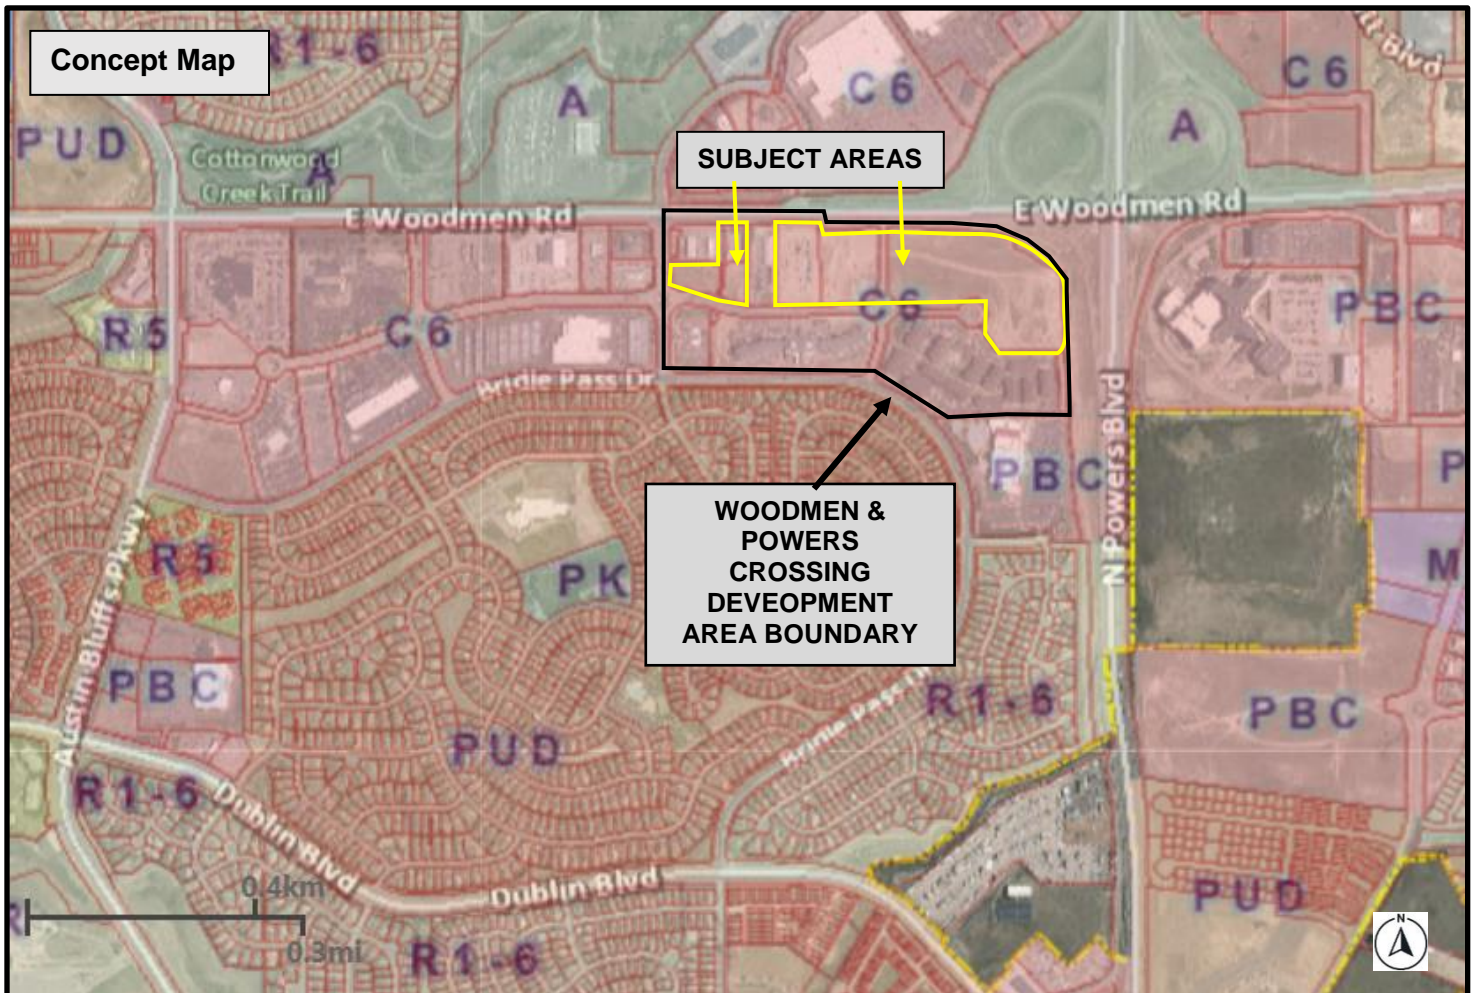 Concept Map
R1-6
PUD
A
C6
C6
tt Blvd
A
Cottonwood
Creek Trail
A
SUBJECT AREAS
E Woodmen Rd
E Woodmen Rd
R5
C6
C6
PBC
Bridle Pass Dr
N Powers Blvd
PBC
P
WOODMEN &
POWERS
CROSSING
DEVEOPMENT
AREA BOUNDARY
Austin Bluffs Pkwy
R5
PK
M
PBC
R1-6
Bridle Pass Dr
PBC
PUD
R1-6
Dublin Blvd
Dublin Blvd
PUD
0.4km
0.3mi
R
R1-6
N